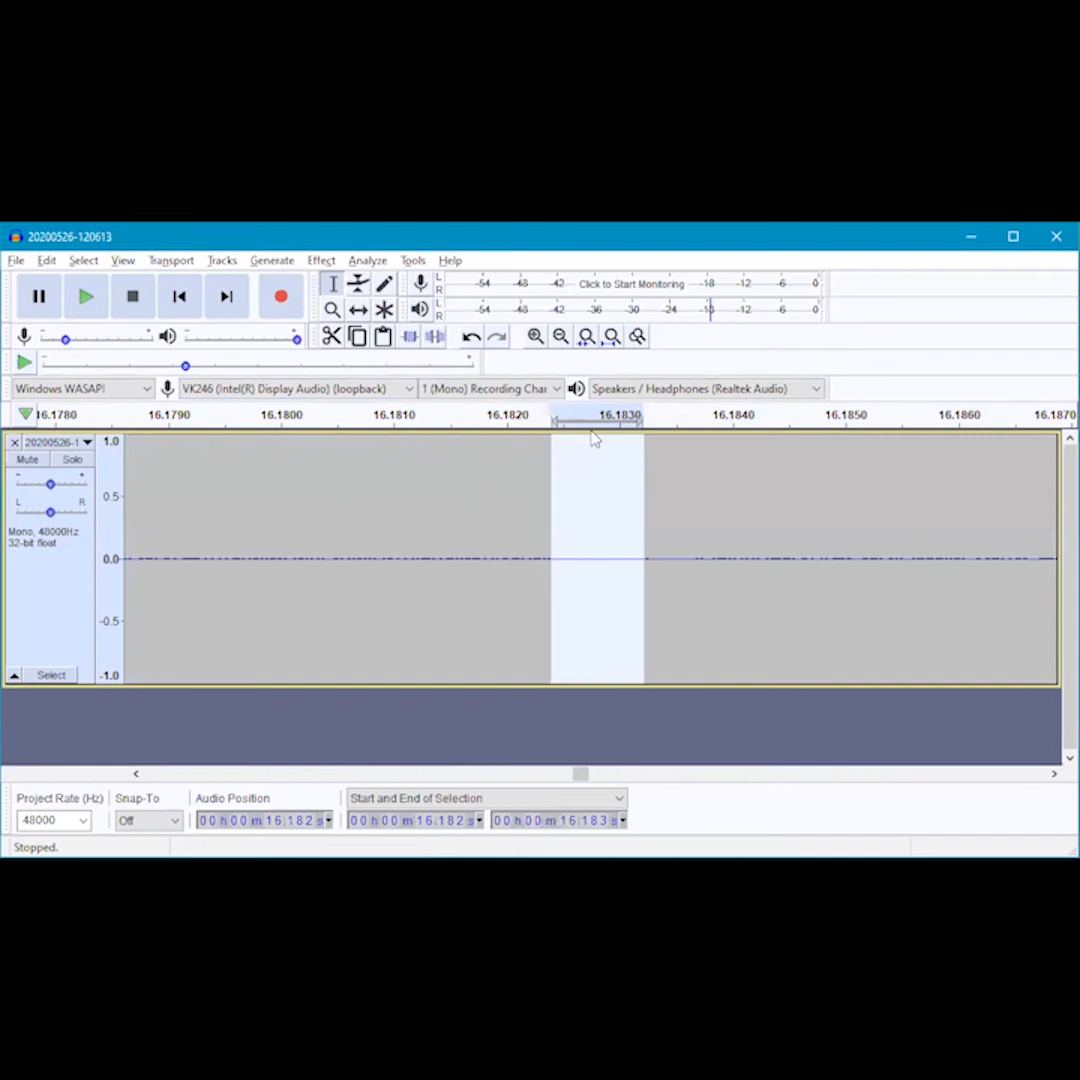 20200526-120613
File Edit Select View Transport Tracks Generate Effect Analyze Tools Help
L R -54 -48 -42 Click to Start Monitoring -18 -12 -6 0
L R -54 -48 -42 -36 -30 -24 -18 -12 -6 0
Windows WASAPI VK246 (Intel(R) Display Audio) (loopback) 1 (Mono) Recording Char Speakers / Headphones (Realtek Audio)
16.1780 16.1790 16.1800 16.1810 16.1820 16.1830 16.1840 16.1850 16.1860 16.1870
20200526-1 1.0
Mute Solo
- +
0.5
L R
Mono, 48000Hz
32-bit float
0.0
-0.5
Select -1.0
Project Rate (Hz) Snap-To Audio Position Start and End of Selection
48000 Off 00 h 00 m 16.182 s 00 h 00 m 16.182 s 00 h 00 m 16.183 s
Stopped.